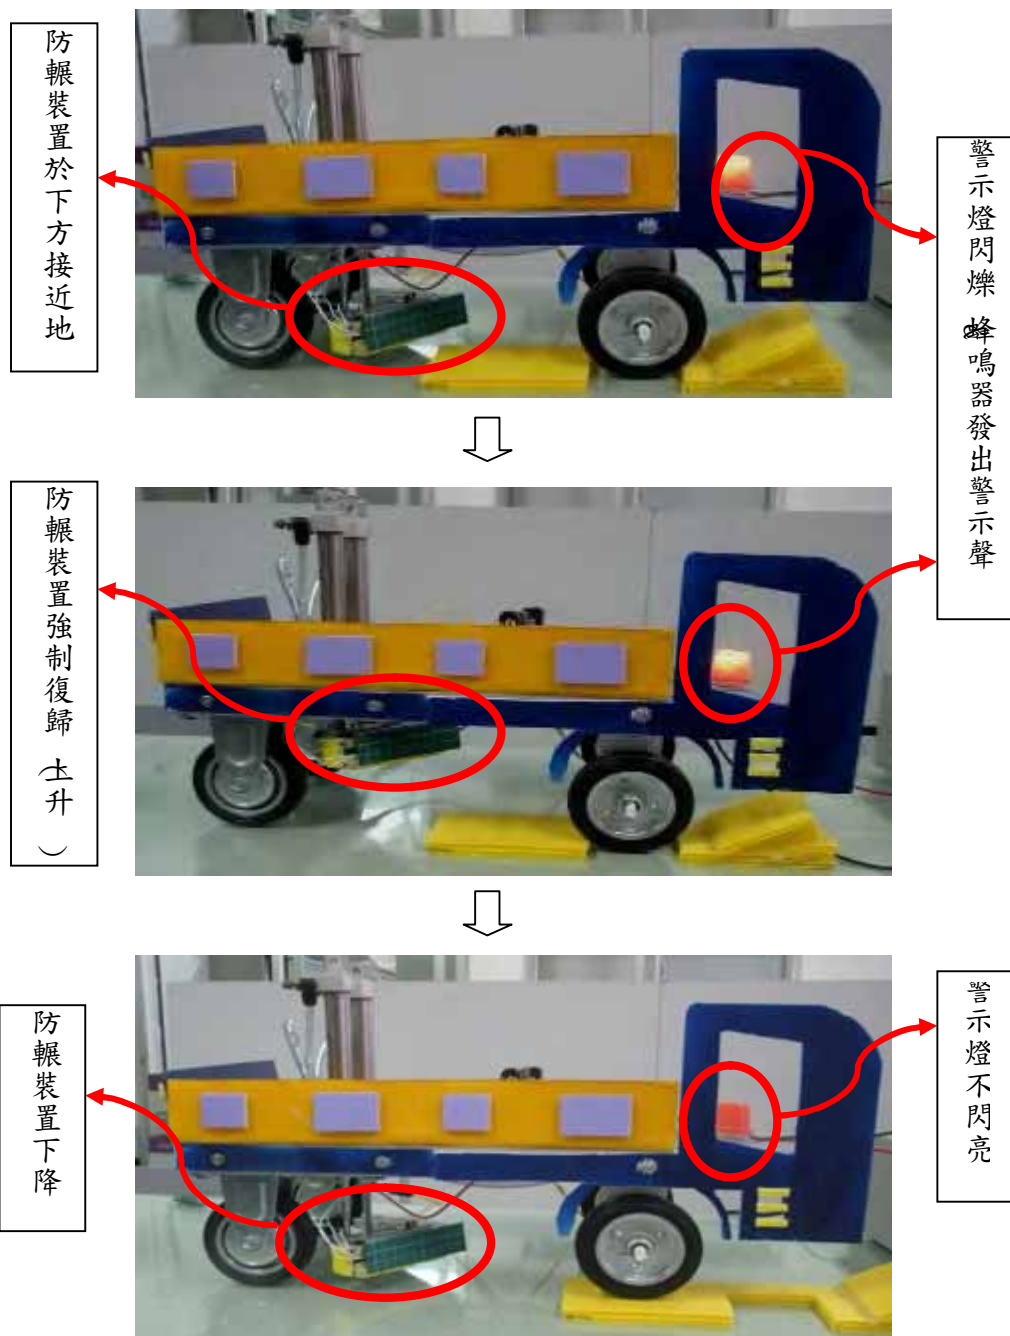 防輾裝置於下方接近地
警示燈閃爍 蜂鳴器發出警示聲
防輾裝置強制復歸（上升）
防輾裝置下降
警示燈不閃亮